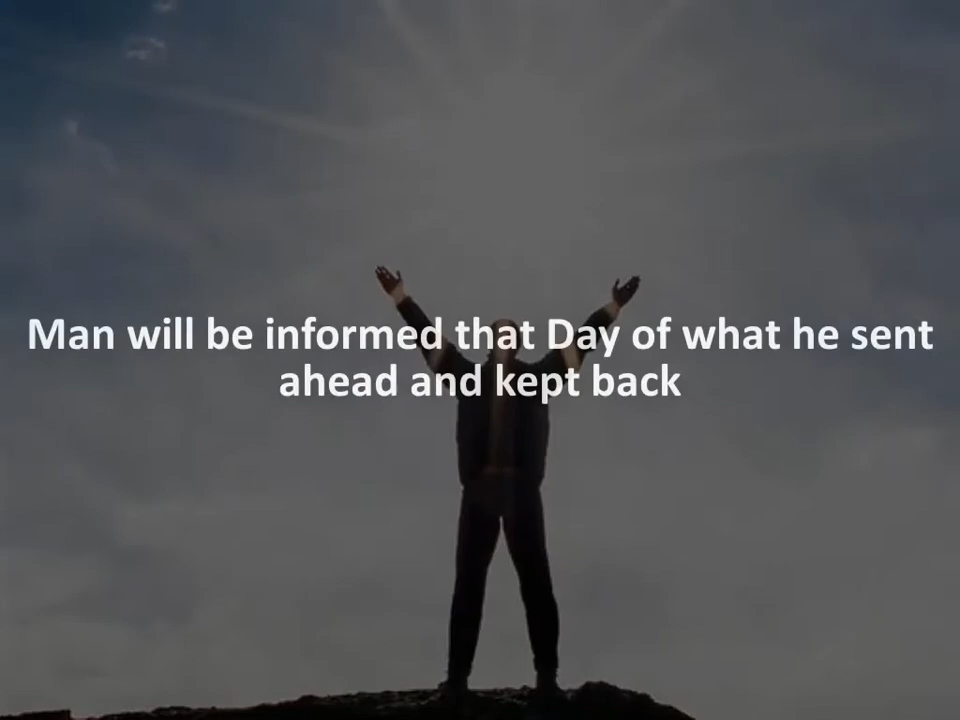 Man will be informed that Day of what he sent
ahead and kept back